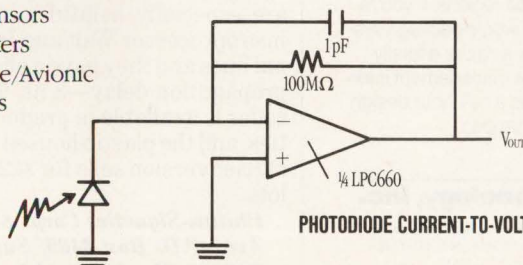 nsors
ters
e/Avionic
s
1pF
100MΩ
−
+
VOUT
¼ LPC660
PHOTODIODE CURRENT-TO-VOLT